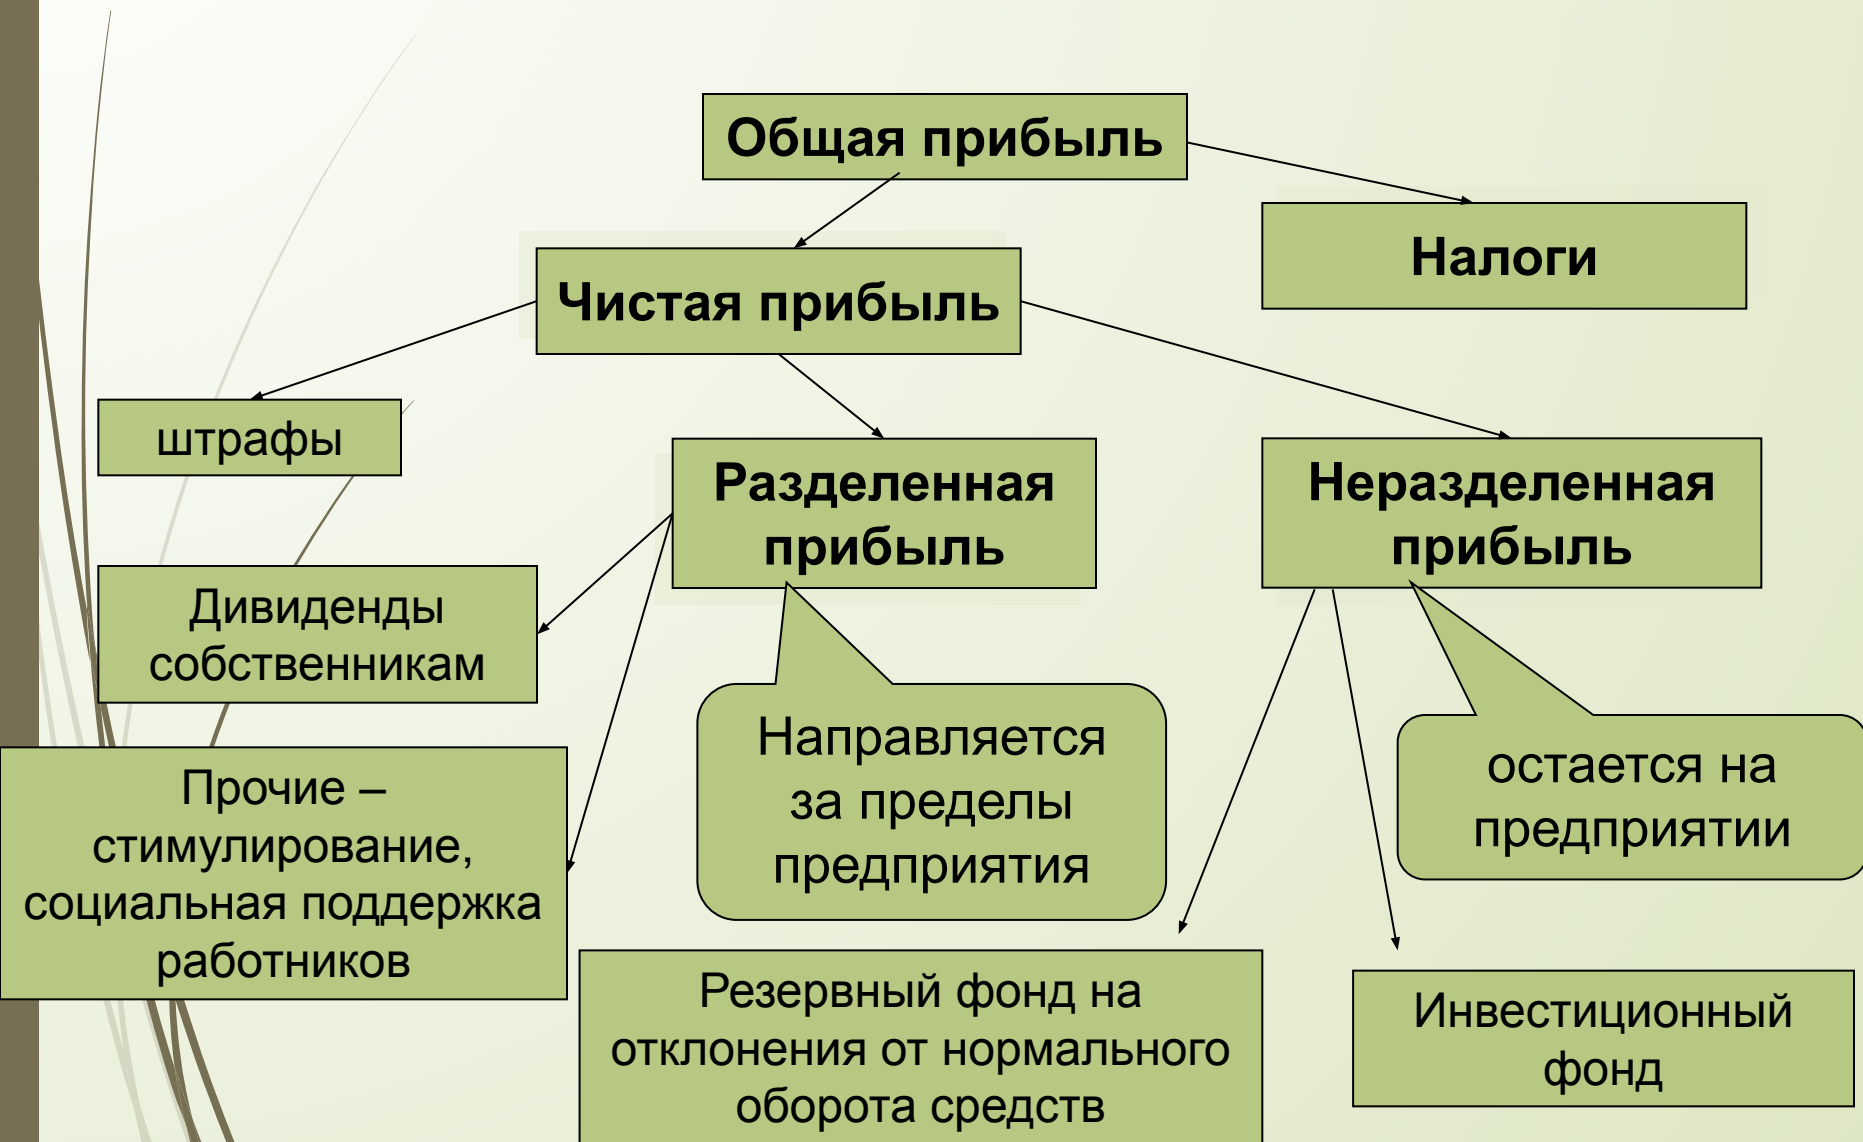 Общая прибыль
Налоги
Чистая прибыль
штрафы
Разделенная
прибыль
Неразделенная
прибыль
Дивиденды
собственникам
Направляется
за пределы
предприятия
остается на
предприятии
Прочие –
стимулирование,
социальная поддержка
работников
Резервный фонд на
отклонения от нормального
оборота средств
Инвестиционный
фонд